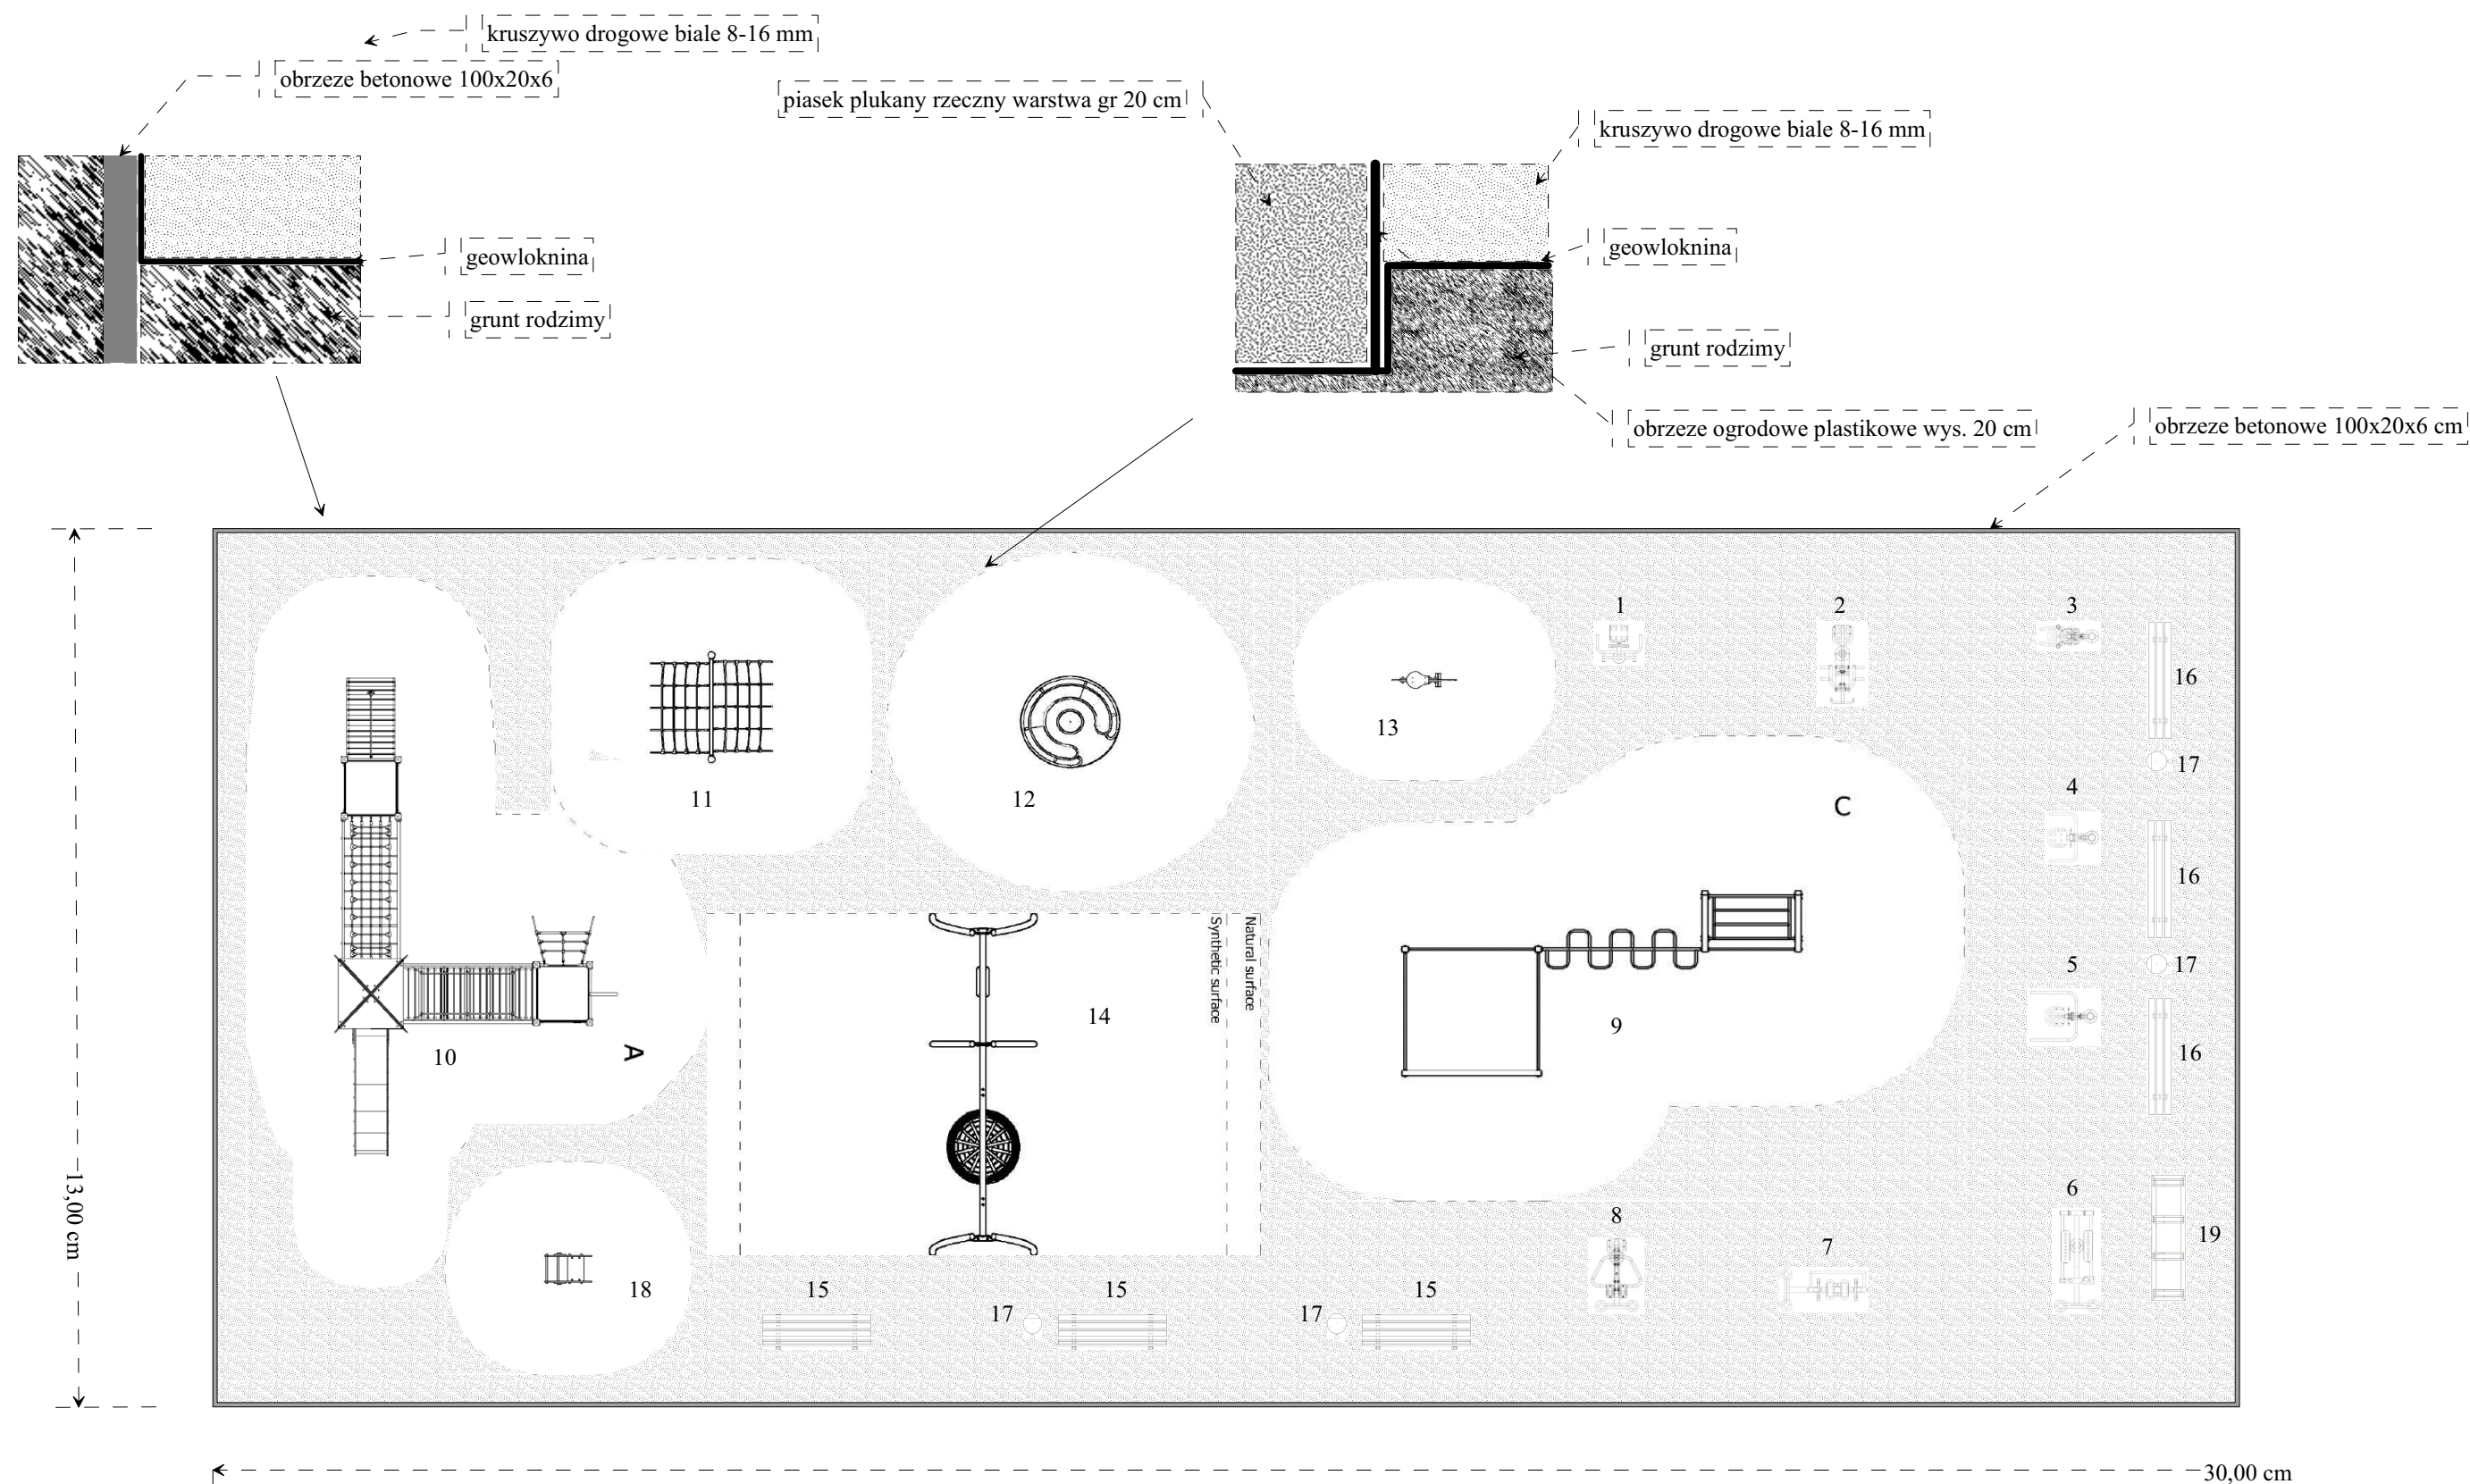 kruszywo drogowe biale 8-16 mm
obrzeze betonowe 100x20x6
piasek plukany rzeczny warstwa gr 20 cm
kruszywo drogowe biale 8-16 mm
geowloknina
geowloknina
grunt rodzimy
grunt rodzimy
obrzeze ogrodowe plastikowe wys. 20 cm
obrzeze betonowe 100x20x6 cm
1
2
3
16
13
17
11
12
4
C
16
Natural surface
Synthetic surface
17
5
14
9
10
A
16
13,00 cm
6
8
19
7
18
15
15
15
17
17
30,00 cm